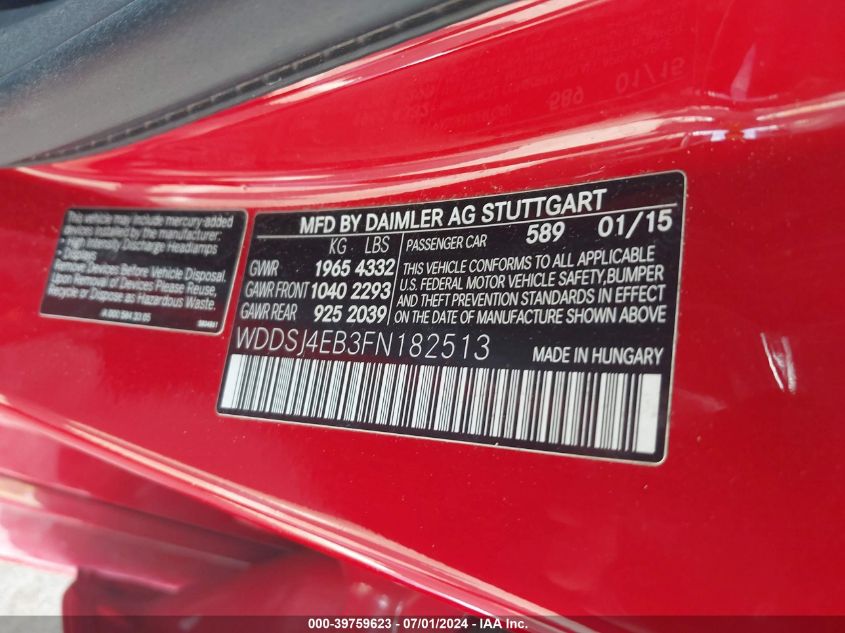 This vehicle may include mercury-added
devices installed by the manufacturer:
- High Intensity Discharge Headlamps
- Displays
Remove Devices Before Vehicle Disposal.
Upon Removal of Devices Please Reuse,
Recycle or Dispose as Hazardous Waste.
MFD BY DAIMLER AG STUTTGART 01/15
KG LBS PASSENGER CAR 589
GVWR 1965 4332
GAWR FRONT 1040 2293
GAWR REAR 925 2039
THIS VEHICLE CONFORMS TO ALL APPLICABLE
U.S. FEDERAL MOTOR VEHICLE SAFETY, BUMPER
AND THEFT PREVENTION STANDARDS IN EFFECT
ON THE DATE OF MANUFACTURE SHOWN ABOVE
WDDSJ4EB3FN182513 MADE IN HUNGARY
000-39759623 / 07/01/2024 - IAA Inc.